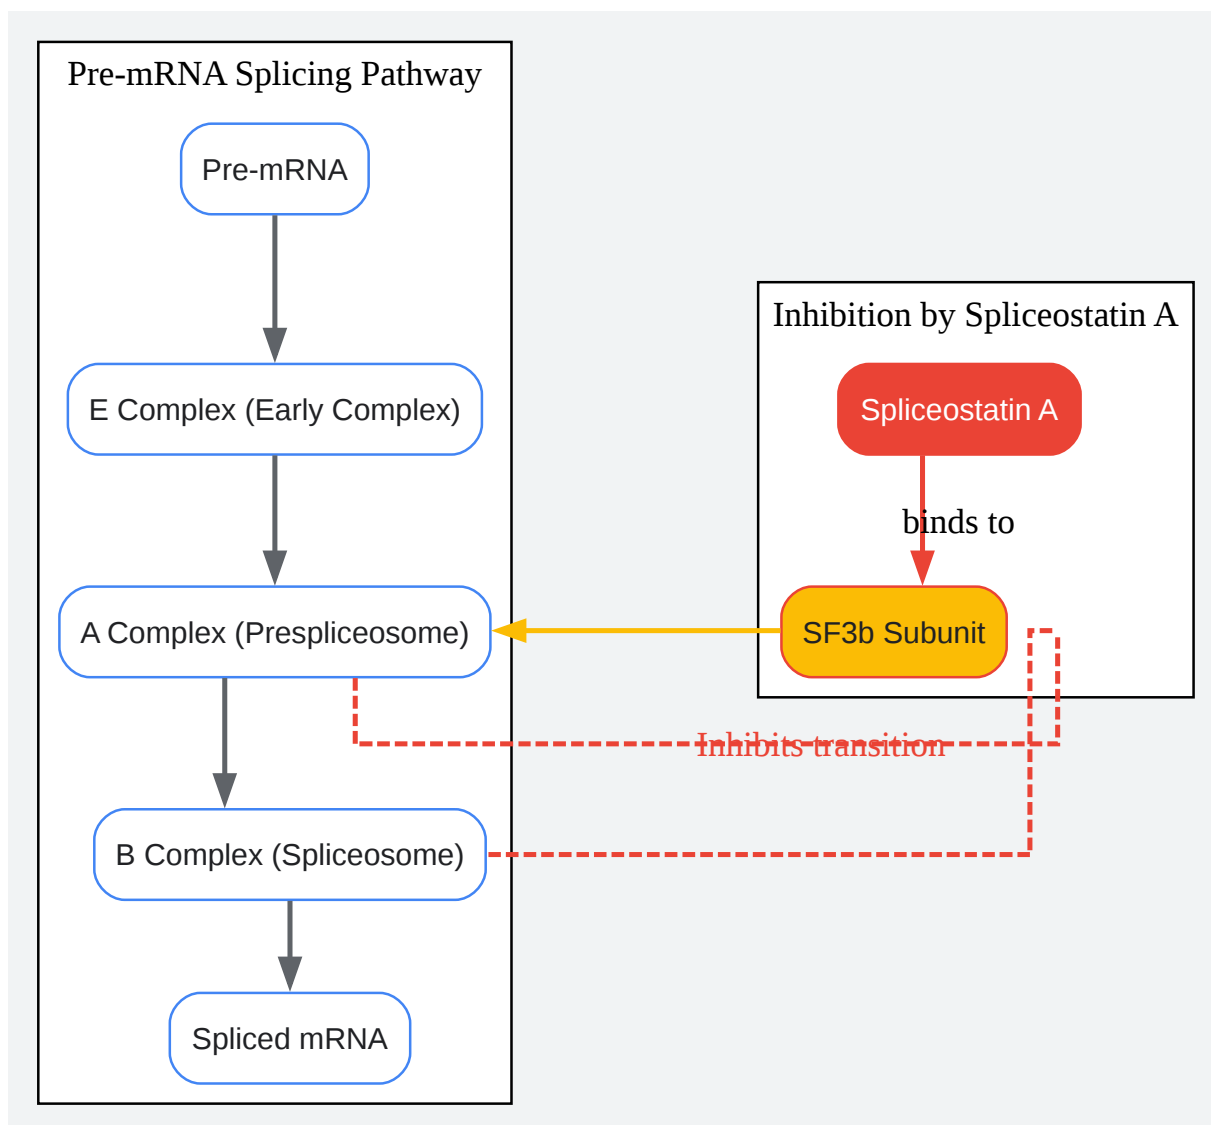 Pre-mRNA Splicing Pathway
Pre-mRNA
E Complex (Early Complex)
A Complex (Prespliceosome)
B Complex (Spliceosome)
Spliced mRNA
Inhibition by Spliceostatin A
Spliceostatin A
binds to
SF3b Subunit
Inhibits transition